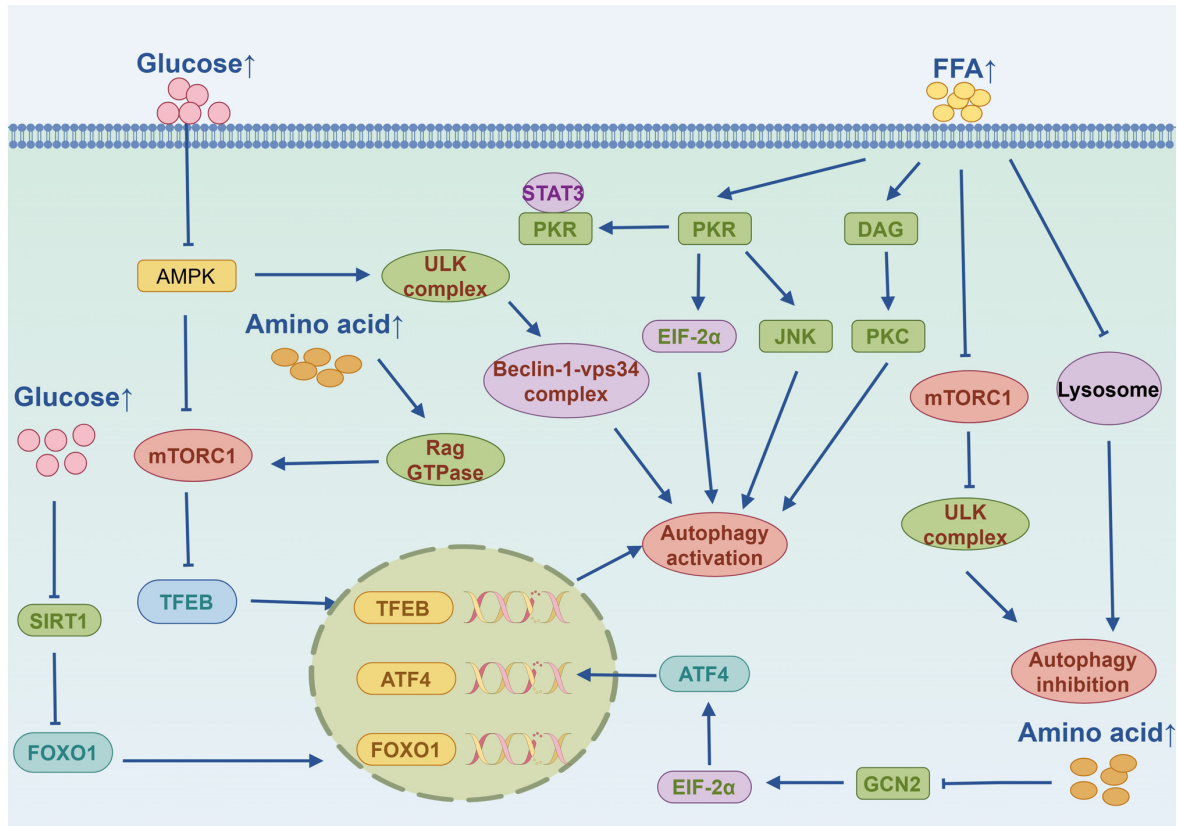 Glucose↑
FFA↑
STAT3
PKR
PKR
DAG
AMPK
ULK
complex
Amino acid↑
EIF-2α
JNK
PKC
Beclin-1-vps34
complex
mTORC1
Lysosome
Glucose↑
mTORC1
Rag
GTPase
ULK
complex
Autophagy
activation
TFEB
TFEB
SIRT1
ATF4
ATF4
Autophagy
inhibition
FOXO1
FOXO1
Amino acid↑
EIF-2α
GCN2